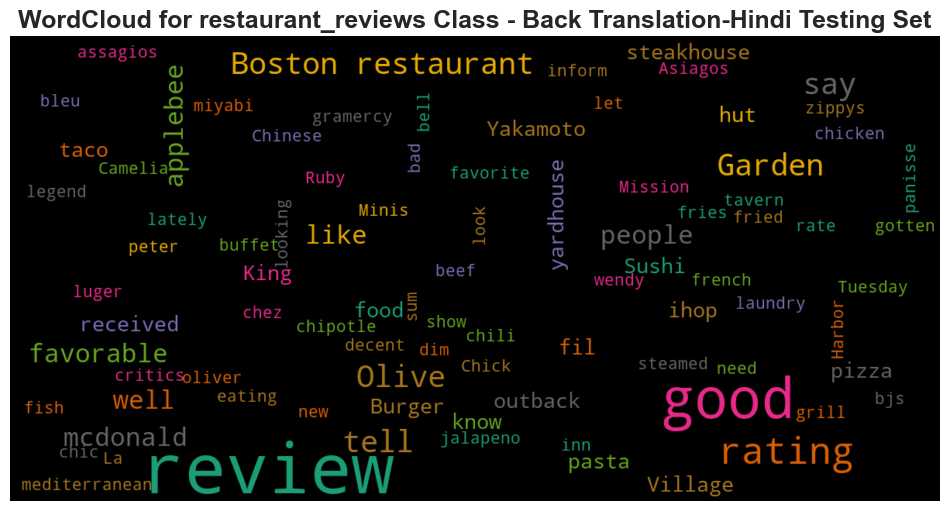 WordCloud for restaurant_reviews Class - Back Translation-Hindi Testing Set
assagios
Boston restaurant
steakhouse
inform
Asiagos
say
bleu
applebee
miyabi
gramercy
bell
let
hut
zippys
Chinese
Yakamoto
chicken
taco
bad
Garden
panisse
Camelia
Ruby
favorite
yardhouse
Mission
legend
looking
Minis
look
tavern
lately
fries
fried
rate
gotten
peter
buffet
like
people
King
beef
Sushi
wendy
french
Tuesday
luger
chez
food
sum
ihop
laundry
Harbor
received
chipotle
show
chili
favorable
decent
dim
fil
critics
oliver
Olive
Chick
steamed
need
pizza
fish
well
eating
new
Burger
outback
good
grill
bjs
mcdonald
know
chic
La
tell
jalapeno
inn
rating
mediterranean
review
pasta
Village